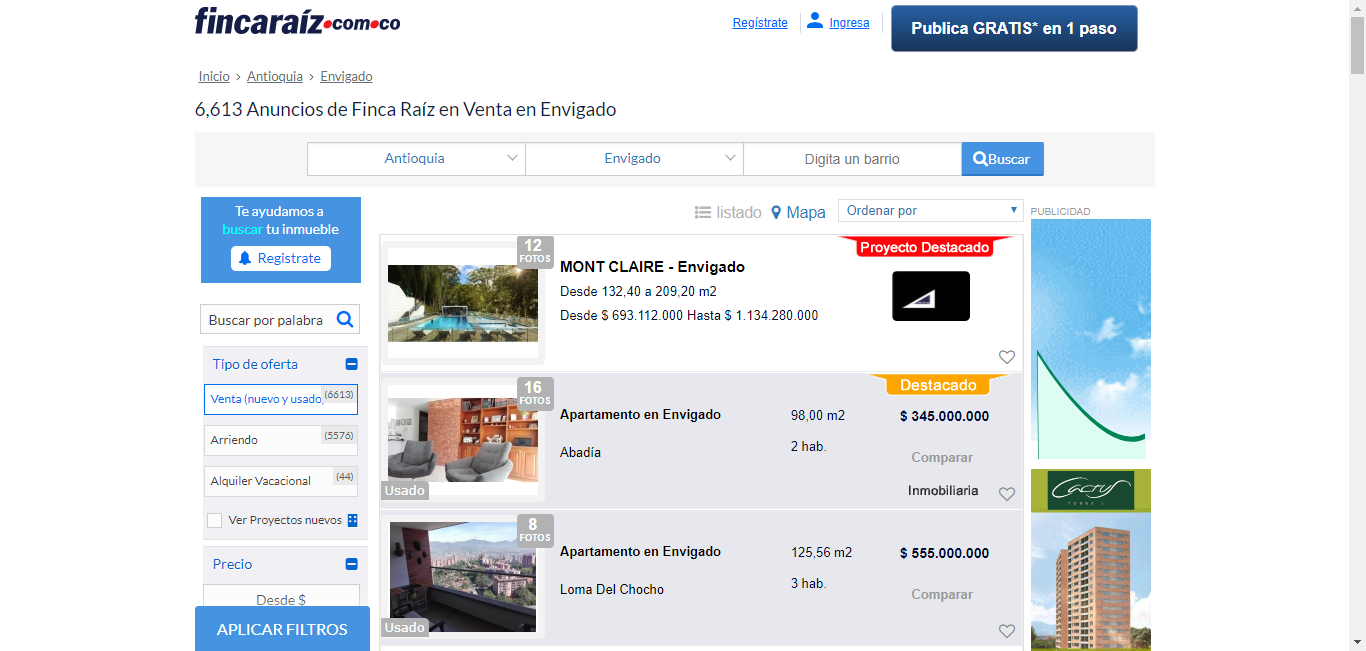 fincaraíz.com.co
Regístrate
Ingresa
Publica GRATIS* en 1 paso
Inicio > Antioquia > Envigado
6,613 Anuncios de Finca Raíz en Venta en Envigado
Antioquia
Envigado
Digita un barrio
Buscar
Te ayudamos a
buscar tu inmueble
Registrate
listado
Mapa
Ordenar por
PUBLICIDAD
Buscar por palabra
Tipo de oferta
Venta (nuevo y usado)
(6613)
Arriendo
(5576)
Alquiler Vacacional
(44)
Ver Proyectos nuevos
Precio
Desde $
APLICAR FILTROS
12
FOTOS
Proyecto Destacado
MONT CLAIRE - Envigado
Desde 132,40 a 209,20 m2
Desde $ 693.112.000 Hasta $ 1.134.280.000
16
FOTOS
Destacado
Apartamento en Envigado
98,00 m2
$ 345.000.000
Abadía
2 hab.
Comparar
Usado
Inmobiliaria
8
FOTOS
Apartamento en Envigado
125,56 m2
$ 555.000.000
Loma Del Chocho
3 hab.
Comparar
Usado
Cactus